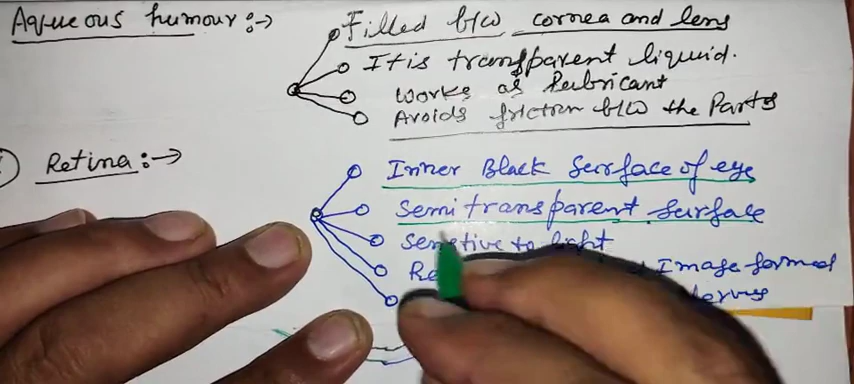 Aqueous humour :→
Filled b/w cornea and lens
It is transparent liquid.
Works as lubricant
Avoids friction b/w the Parts
Retina :→
Inner Black Surface of eye
Semi transparent surface
Sensetive to light
Image formed